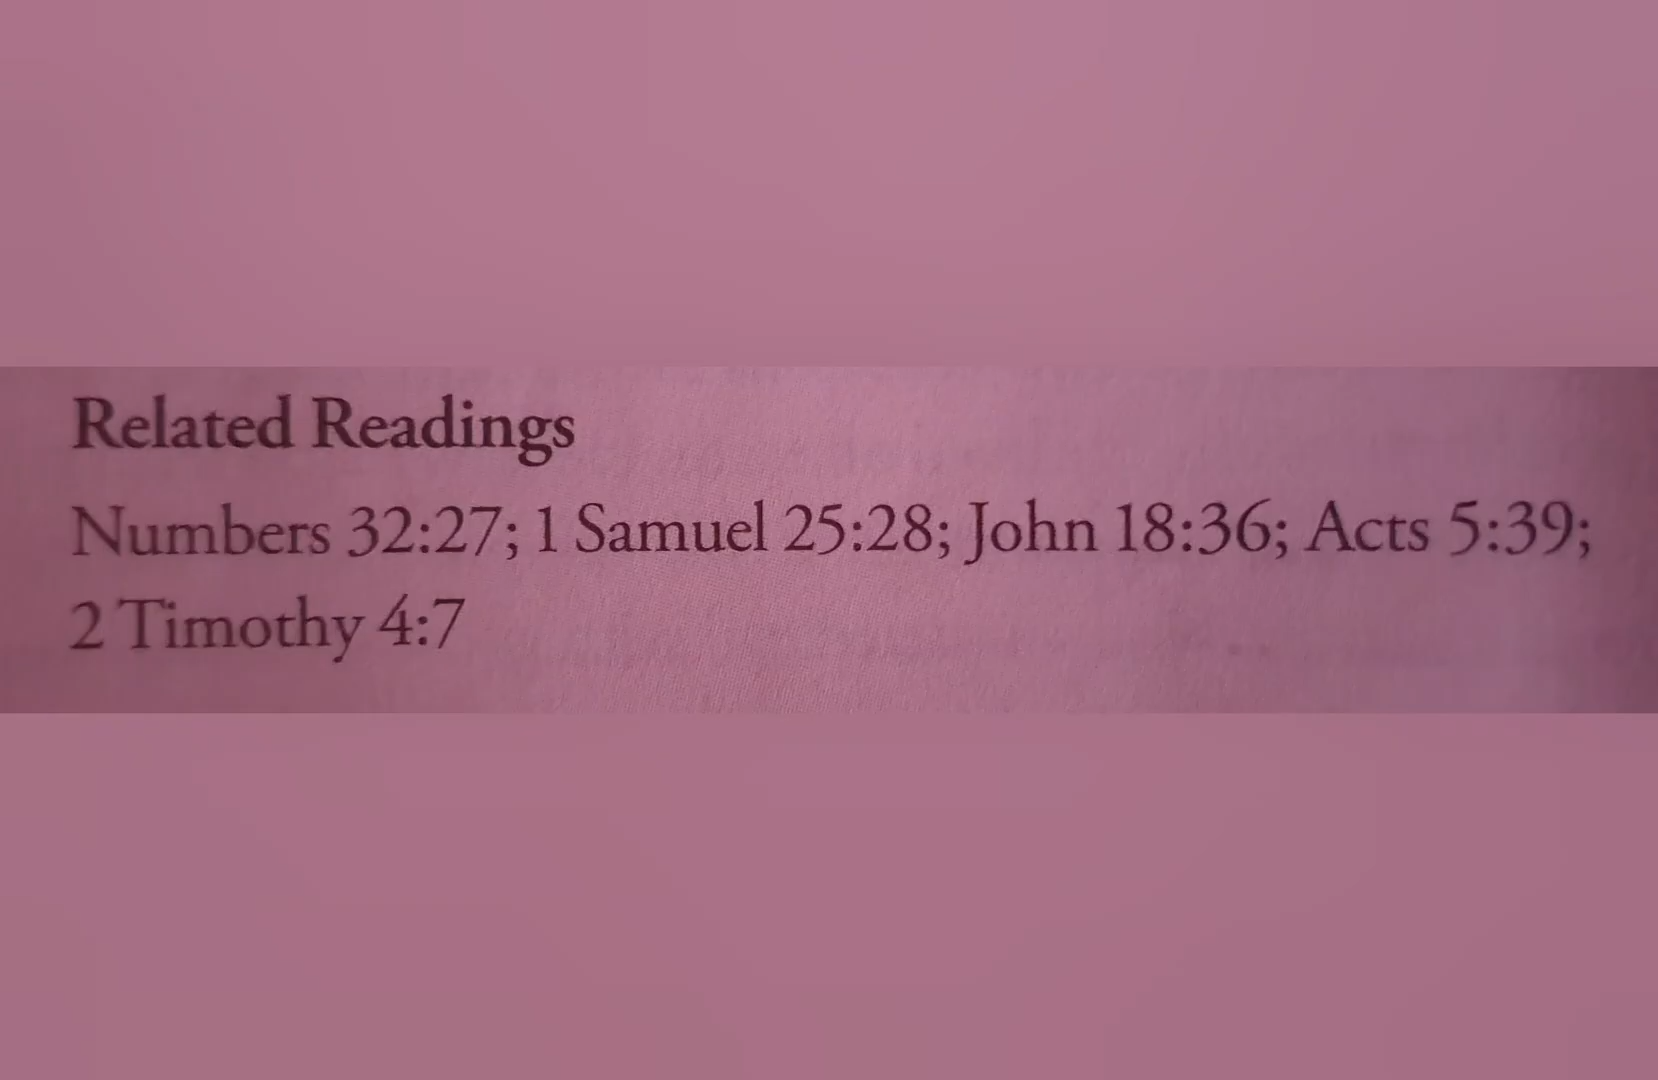 Related Readings
Numbers 32:27; 1 Samuel 25:28; John 18:36; Acts 5:39;
2 Timothy 4:7